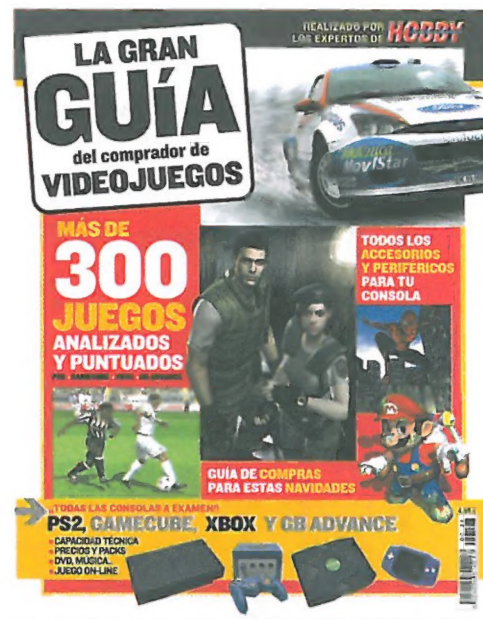 REALIZADO POR
LOS EXPERTOS DE HOBBY
LA GRAN
GUÍA
del comprador de
VIDEOJUEGOS
Movistar
MÁS DE
300
JUEGOS
ANALIZADOS
Y PUNTUADOS
TODOS LOS
ACCESORIOS
Y PERIFERICOS
PARA TU
CONSOLA
GUÍA DE COMPRAS
PARA ESTAS NAVIDADES
¡¡TODAS LAS CONSOLAS A EXAMEN!!
PS2, GAMECUBE, XBOX Y GB ADVANCE
CAPACIDAD TÉCNICA
PRECIOS Y PACKS
DVD, MÚSICA...
JUEGO ON-LINE